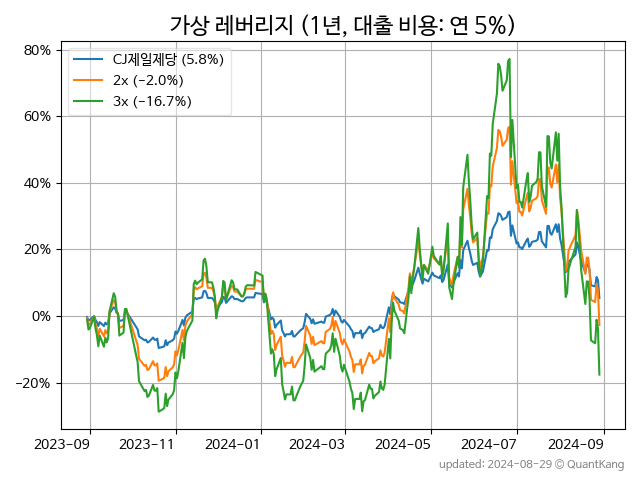 가상 레버리지 (1년, 대출 비용: 연 5%)
80%
60%
40%
20%
0%
−20%
CJ제일제당 (5.8%)
2x (−2.0%)
3x (−16.7%)
2023-09
2023-11
2024-01
2024-03
2024-05
2024-07
2024-09
updated: 2024-08-29 © QuantKang